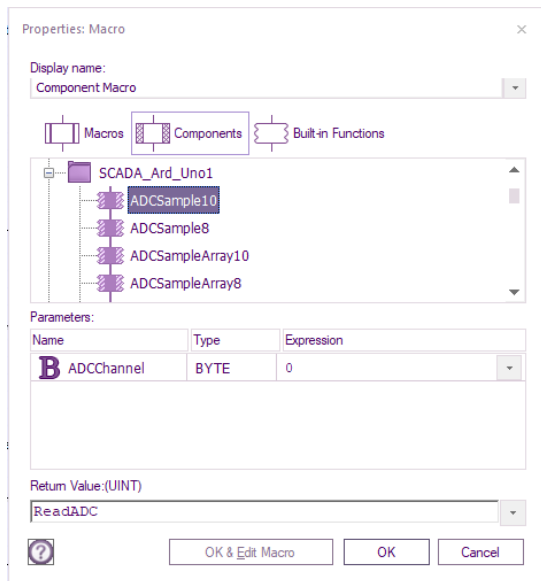 Properties: Macro
Display name:
Component Macro
Macros Components Built-in Functions
SCADA_Ard_Uno1
ADCSample10
ADCSample8
ADCSampleArray10
ADCSampleArray8
Parameters:
Name Type Expression
B ADCChannel BYTE 0
Return Value:(UINT)
ReadADC
? OK & Edit Macro OK Cancel